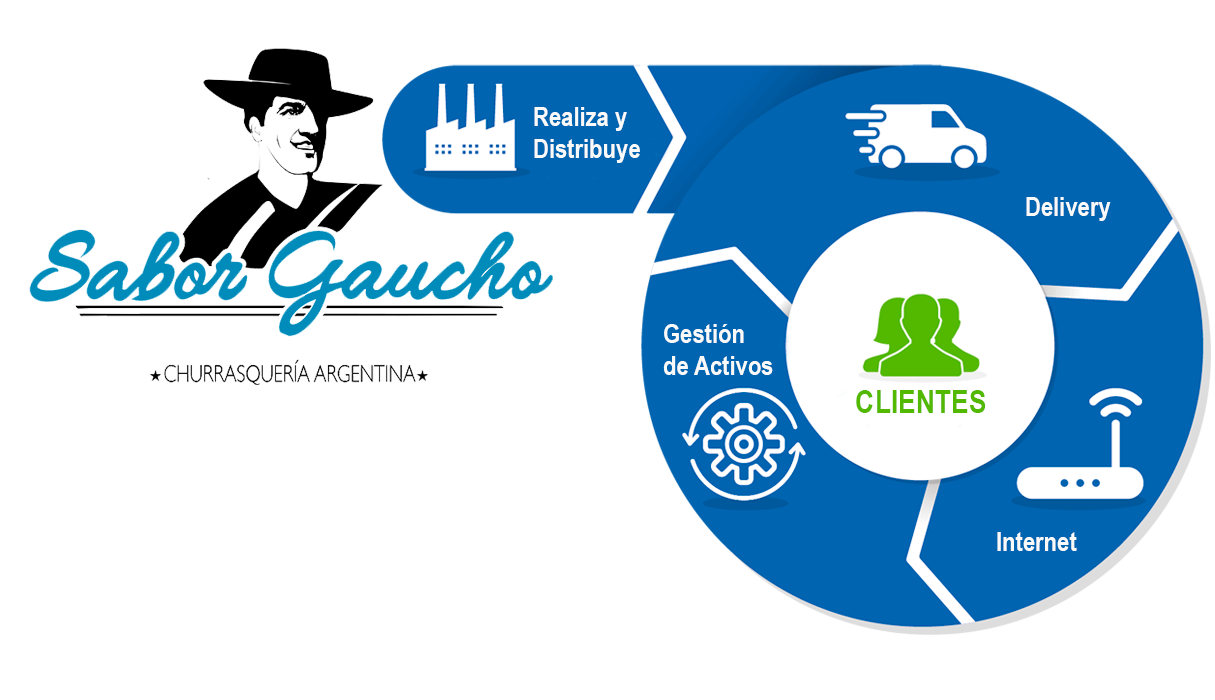 Sabor Gaucho
★CHURRASQUERÍA ARGENTINA★
Realiza y
Distribuye
Delivery
Gestión
de Activos
CLIENTES
Internet